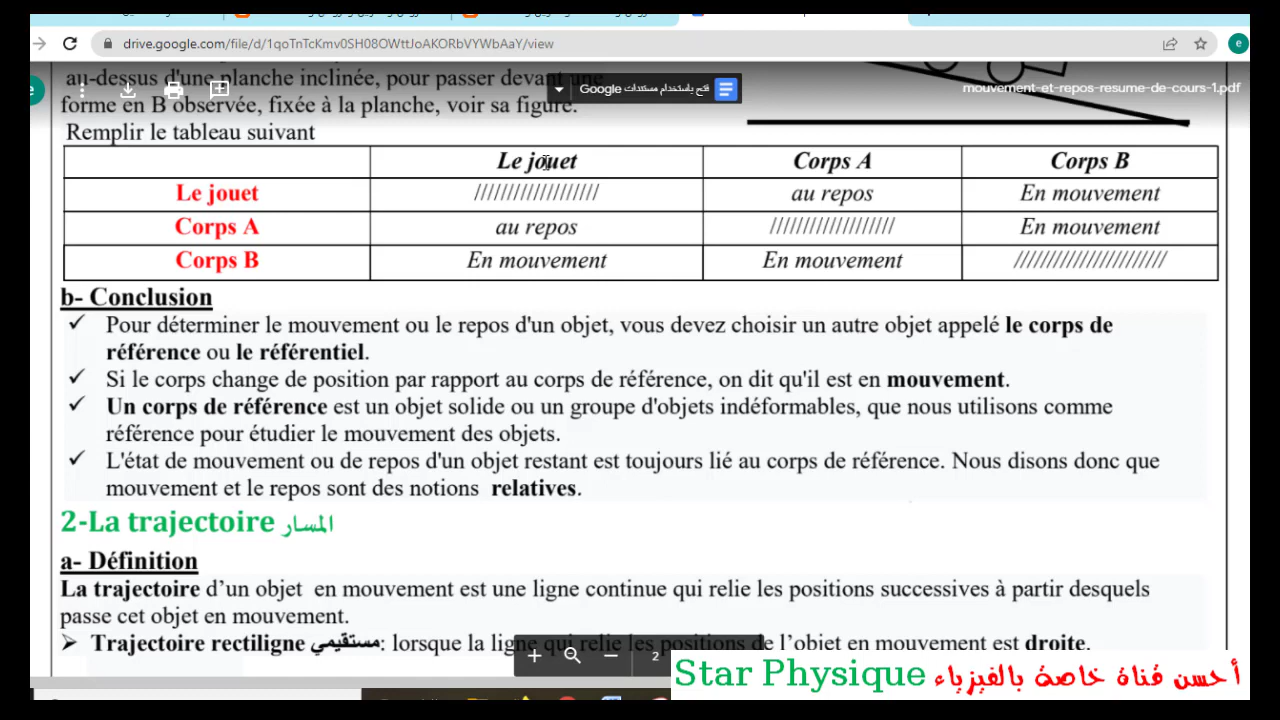 drive.google.com/file/d/1qoTnTcKmv0SH08OWttJoAKORbVYWbAaY/view
e
mouvement-et-repos-resume-de-cours-1.pdf
فتح باستخدام مستندات Google
au-dessus d'une planche inclinée, pour passer devant une
forme en B observée, fixée à la planche, voir sa figure.
Remplir le tableau suivant
Le jouet Corps A Corps B
Le jouet /////////////////// au repos En mouvement
Corps A au repos /////////////////// En mouvement
Corps B En mouvement En mouvement ///////////////////////
b- Conclusion
✓ Pour déterminer le mouvement ou le repos d'un objet, vous devez choisir un autre objet appelé le corps de
référence ou le référentiel.
✓ Si le corps change de position par rapport au corps de référence, on dit qu'il est en mouvement.
✓ Un corps de référence est un objet solide ou un groupe d'objets indéformables, que nous utilisons comme
référence pour étudier le mouvement des objets.
✓ L'état de mouvement ou de repos d'un objet restant est toujours lié au corps de référence. Nous disons donc que
mouvement et le repos sont des notions relatives.
2-La trajectoire المسار
a- Définition
La trajectoire d’un objet en mouvement est une ligne continue qui relie les positions successives à partir desquels
passe cet objet en mouvement.
➢ Trajectoire rectiligne مستقيمي: lorsque la ligne qui relie les positions de l’objet en mouvement est droite.
2
Star Physique أحسن قناة خاصة بالفيزياء